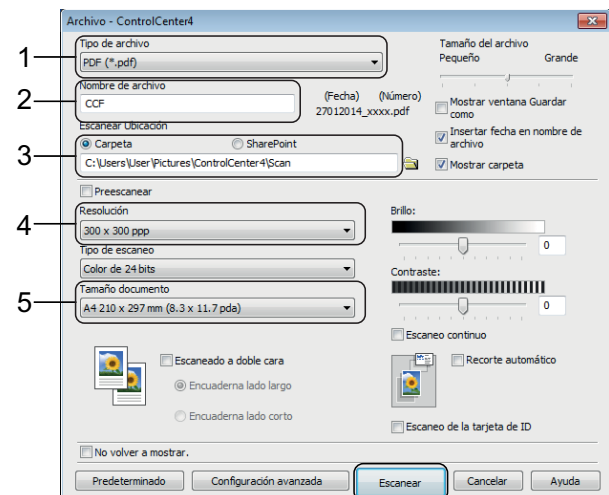 Archivo - ControlCenter4
1
Tipo de archivo
PDF (*.pdf)
Tamaño del archivo
Pequeño Grande
2
Nombre de archivo
CCF
(Fecha) (Número)
27012014_xxxx.pdf
Mostrar ventana Guardar
como
Insertar fecha en nombre de
archivo
Mostrar carpeta
3
Escanear Ubicación
Carpeta SharePoint
C:\Users\User\Pictures\ControlCenter4\Scan
Preescanear
4
Resolución
300 x 300 ppp
Tipo de escaneo
Color de 24 bits
5
Tamaño documento
A4 210 x 297 mm (8.3 x 11.7 pda)
Brillo:
0
Contraste:
0
Escaneo continuo
Escaneado a doble cara
Encuaderna lado largo
Encuaderna lado corto
Recorte automático
Escaneo de la tarjeta de ID
No volver a mostrar.
Predeterminado Configuración avanzada Escanear Cancelar Ayuda